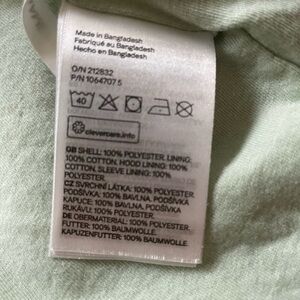 Made in Bangladesh
Fabriqué au Bangladesh
Hecho en Bangladesh
O/N 212832
P/N 1064707 5
40
clevercare.info
GB SHELL: 100% POLYESTER. LINING:
100% COTTON. HOOD LINING: 100%
COTTON. SLEEVE LINING: 100%
POLYESTER.
CZ SVRCHNÍ LÁTKA: 100% POLYESTER.
PODŠÍVKA: 100% BAVLNA. PODŠÍVKA
KAPUCE: 100% BAVLNA. PODŠÍVKA
RUKÁVU: 100% POLYESTER.
DE OBERMATERIAL: 100% POLYESTER.
FUTTER: 100% BAUMWOLLE.
KAPUZENFUTTER: 100% BAUMWOLLE.